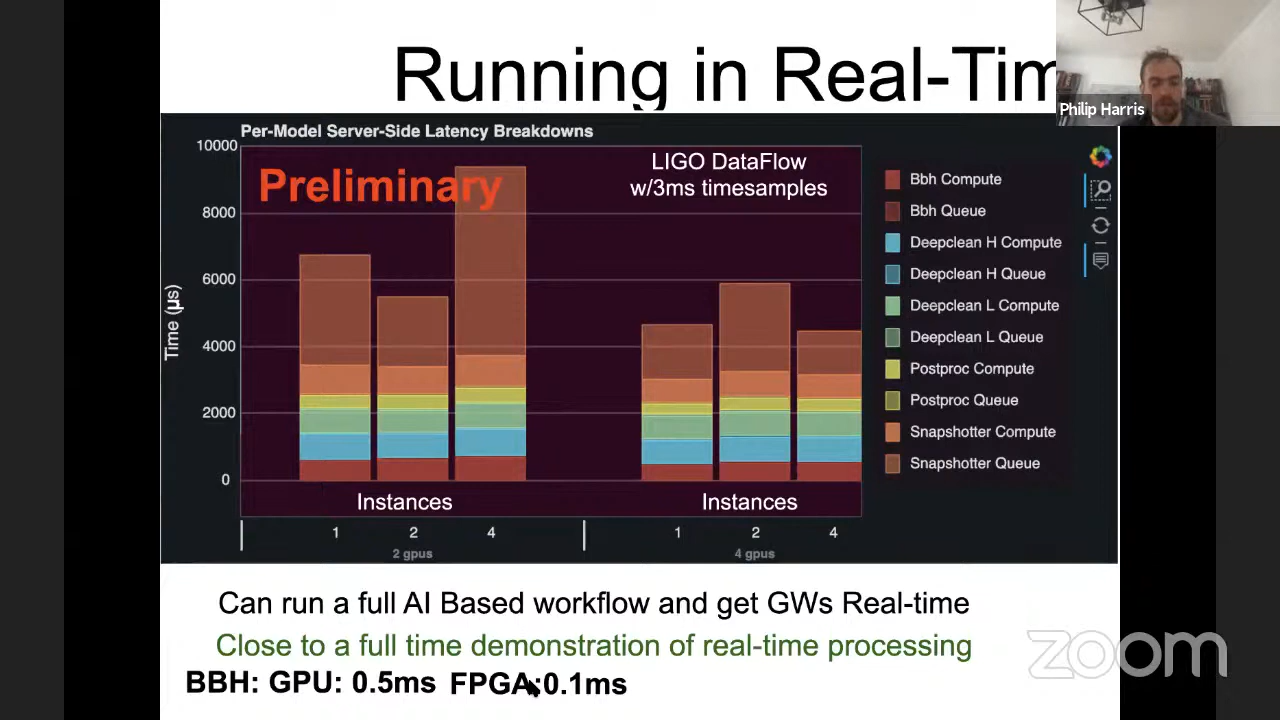 Running in Real-Tim
Philip Harris
Per-Model Server-Side Latency Breakdowns
Preliminary
LIGO DataFlow
w/3ms timesamples
Time (μs)
10000
8000
6000
4000
2000
0
Instances
Instances
1
2
4
1
2
4
2 gpus
4 gpus
Bbh Compute
Bbh Queue
Deepclean H Compute
Deepclean H Queue
Deepclean L Compute
Deepclean L Queue
Postproc Compute
Postproc Queue
Snapshotter Compute
Snapshotter Queue
Can run a full AI Based workflow and get GWs Real-time
Close to a full time demonstration of real-time processing
BBH: GPU: 0.5ms FPGA:0.1ms
zoom